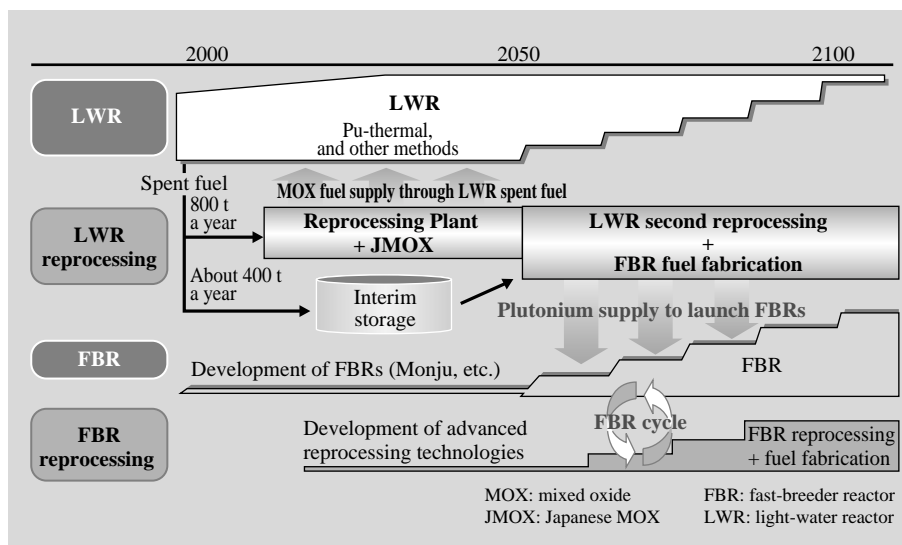 2000 2050 2100
LWR
LWR
Pu-thermal,
and other methods
Spent fuel
800 t
a year
MOX fuel supply through LWR spent fuel
LWR
reprocessing
Reprocessing Plant
+ JMOX
LWR second reprocessing
+
FBR fuel fabrication
About 400 t
a year
Interim
storage
Plutonium supply to launch FBRs
FBR
Development of FBRs (Monju, etc.)
FBR
FBR cycle
FBR
reprocessing
Development of advanced
reprocessing technologies
FBR reprocessing
+ fuel fabrication
MOX: mixed oxide
JMOX: Japanese MOX
FBR: fast-breeder reactor
LWR: light-water reactor